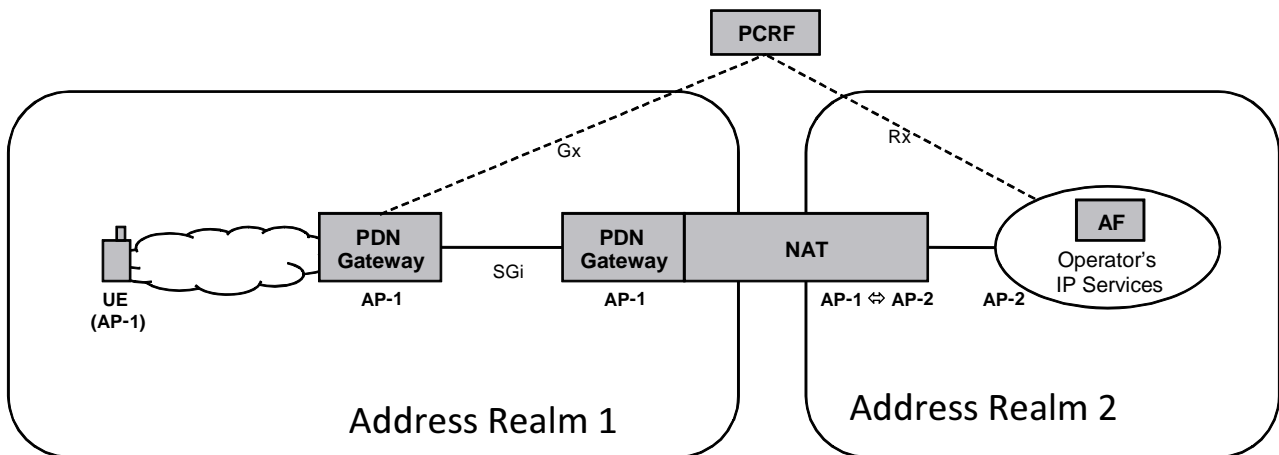 PCRF
Gx
Rx
PDN
Gateway
SGi
PDN
Gateway
NAT
AF
Operator's
IP Services
UE
(AP-1)
AP-1
AP-1
AP-1 ⇔ AP-2
AP-2
Address Realm 1
Address Realm 2